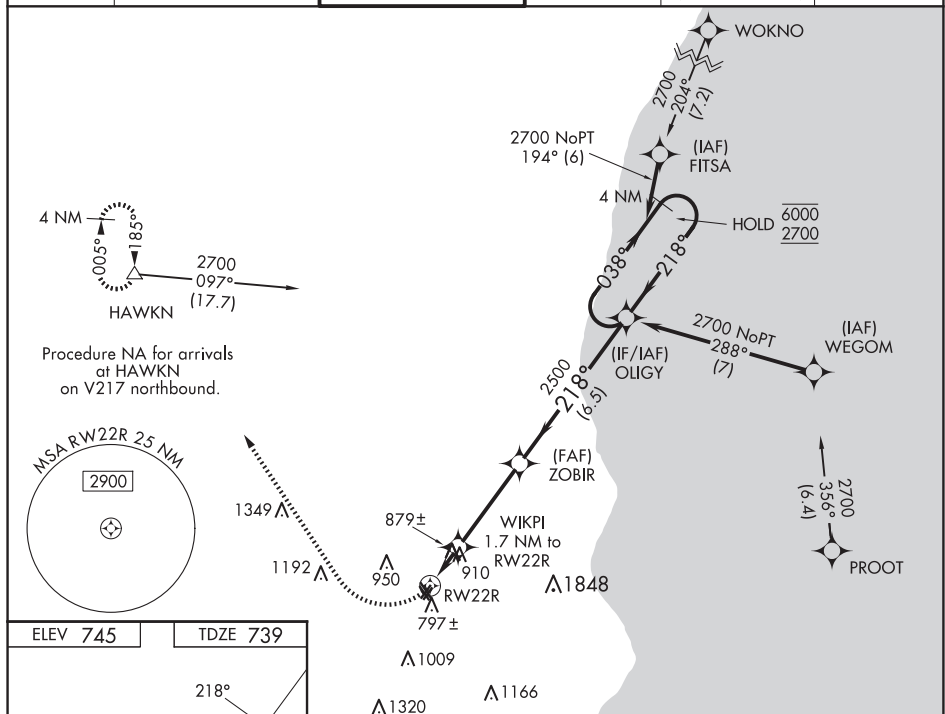 WOKNO
2700
204°
(7.2)
2700 NoPT
194° (6)
(IAF)
FITSA
4 NM
HOLD
6000
2700
038°
218°
4 NM
005°
185°
HAWKN
2700
097°
(17.7)
Procedure NA for arrivals
at HAWKN
on V217 northbound.
(IF/IAF)
OLIGY
2700 NoPT
288°
(7)
(IAF)
WEGOM
2500
218°
(6.5)
(FAF)
ZOBIR
2700
356°
(6.4)
PROOT
MSA RW22R 25 NM
2900
1349
1192
950
879±
WIKPI
1.7 NM to
RW22R
910
RW22R
797±
1848
1009
1166
1320
ELEV 745
TDZE 739
218°